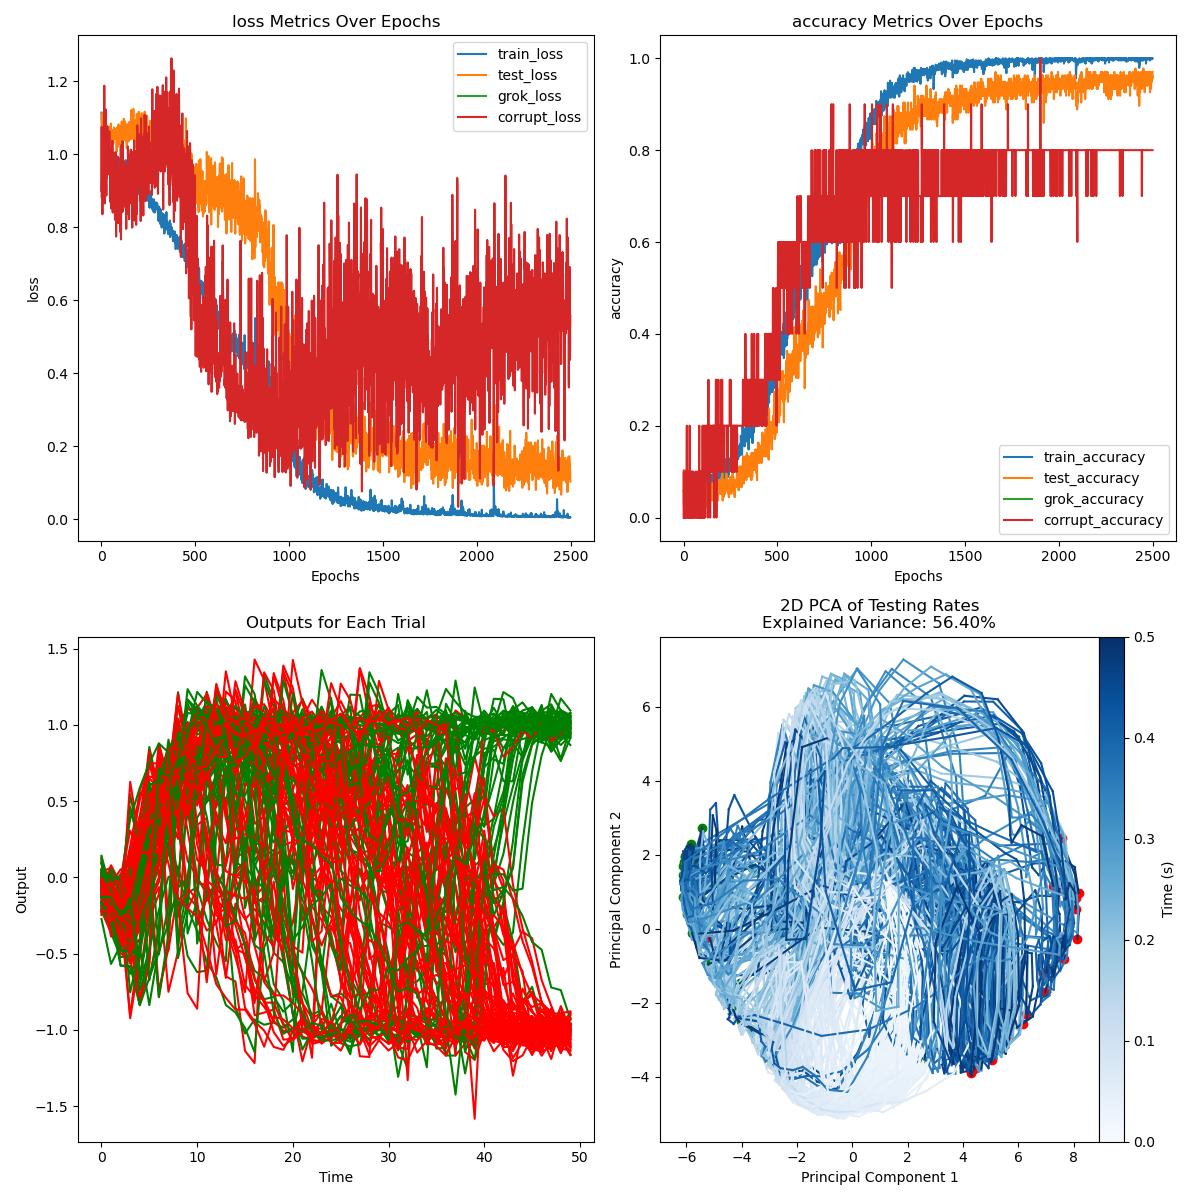 loss Metrics Over Epochs
train_loss
test_loss
grok_loss
corrupt_loss
1.2
1.0
0.8
0.6
0.4
0.2
0.0
loss
0
500
1000
1500
2000
2500
Epochs
accuracy Metrics Over Epochs
1.0
0.8
0.6
0.4
0.2
0.0
accuracy
train_accuracy
test_accuracy
grok_accuracy
corrupt_accuracy
0
500
1000
1500
2000
2500
Epochs
Outputs for Each Trial
1.5
1.0
0.5
0.0
−0.5
−1.0
−1.5
Output
0
10
20
30
40
50
Time
2D PCA of Testing Rates
Explained Variance: 56.40%
6
4
2
0
−2
−4
Principal Component 2
−6
−4
−2
0
2
4
6
8
Principal Component 1
0.5
0.4
0.3
0.2
0.1
0.0
Time (s)